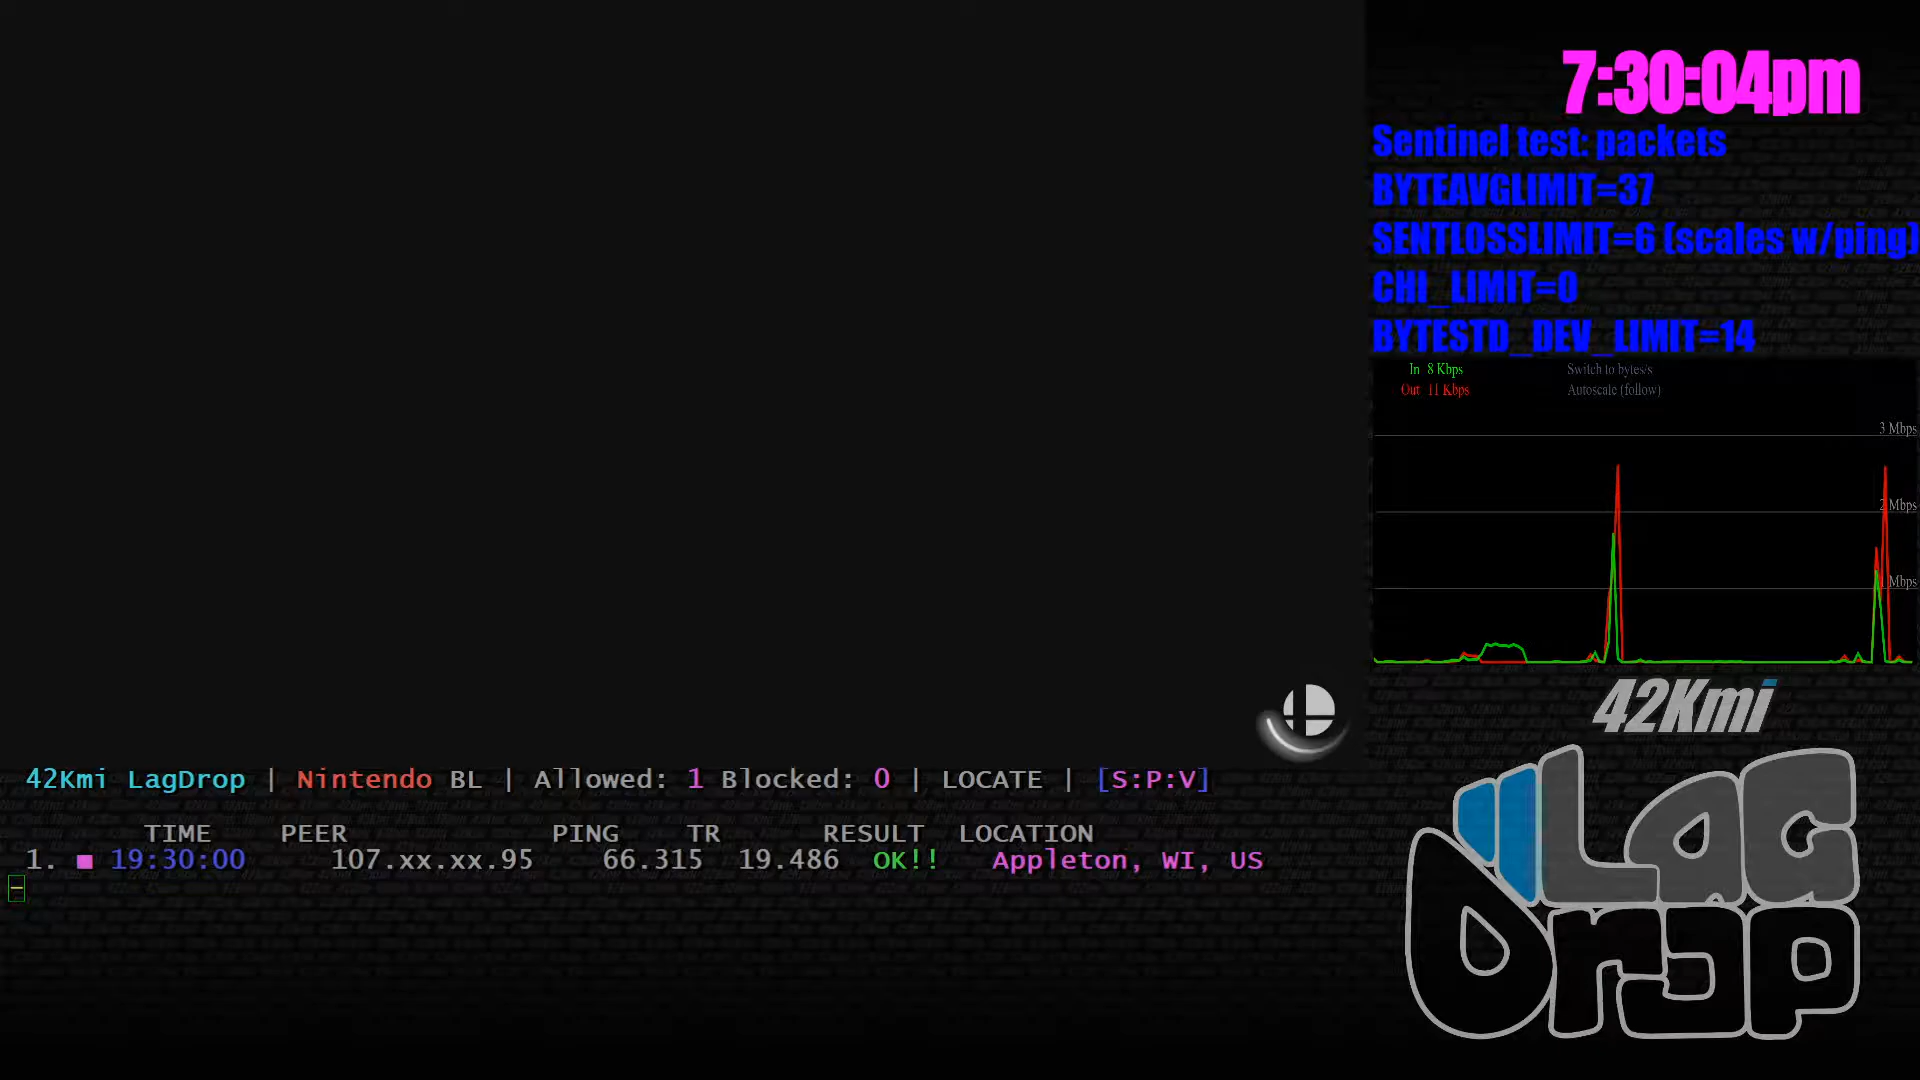 7:30:04pm
Sentinel test: packets
BYTEAVGLIMIT=37
SENTLOSSLIMIT=6 (scales w/ping)
CHI_LIMIT=0
BYTESTD_DEV_LIMIT=14
In 8 Kbps Switch to bytes/s
Out 11 Kbps Autoscale (follow)
3 Mbps
2 Mbps
Mbps
42Kmi
LAG
Drop
42Kmi LagDrop | Nintendo BL | Allowed: 1 Blocked: 0 | LOCATE | [S:P:V]
TIME PEER PING TR RESULT LOCATION
1. 19:30:00 107.xx.xx.95 66.315 19.486 OK!! Appleton, WI, US